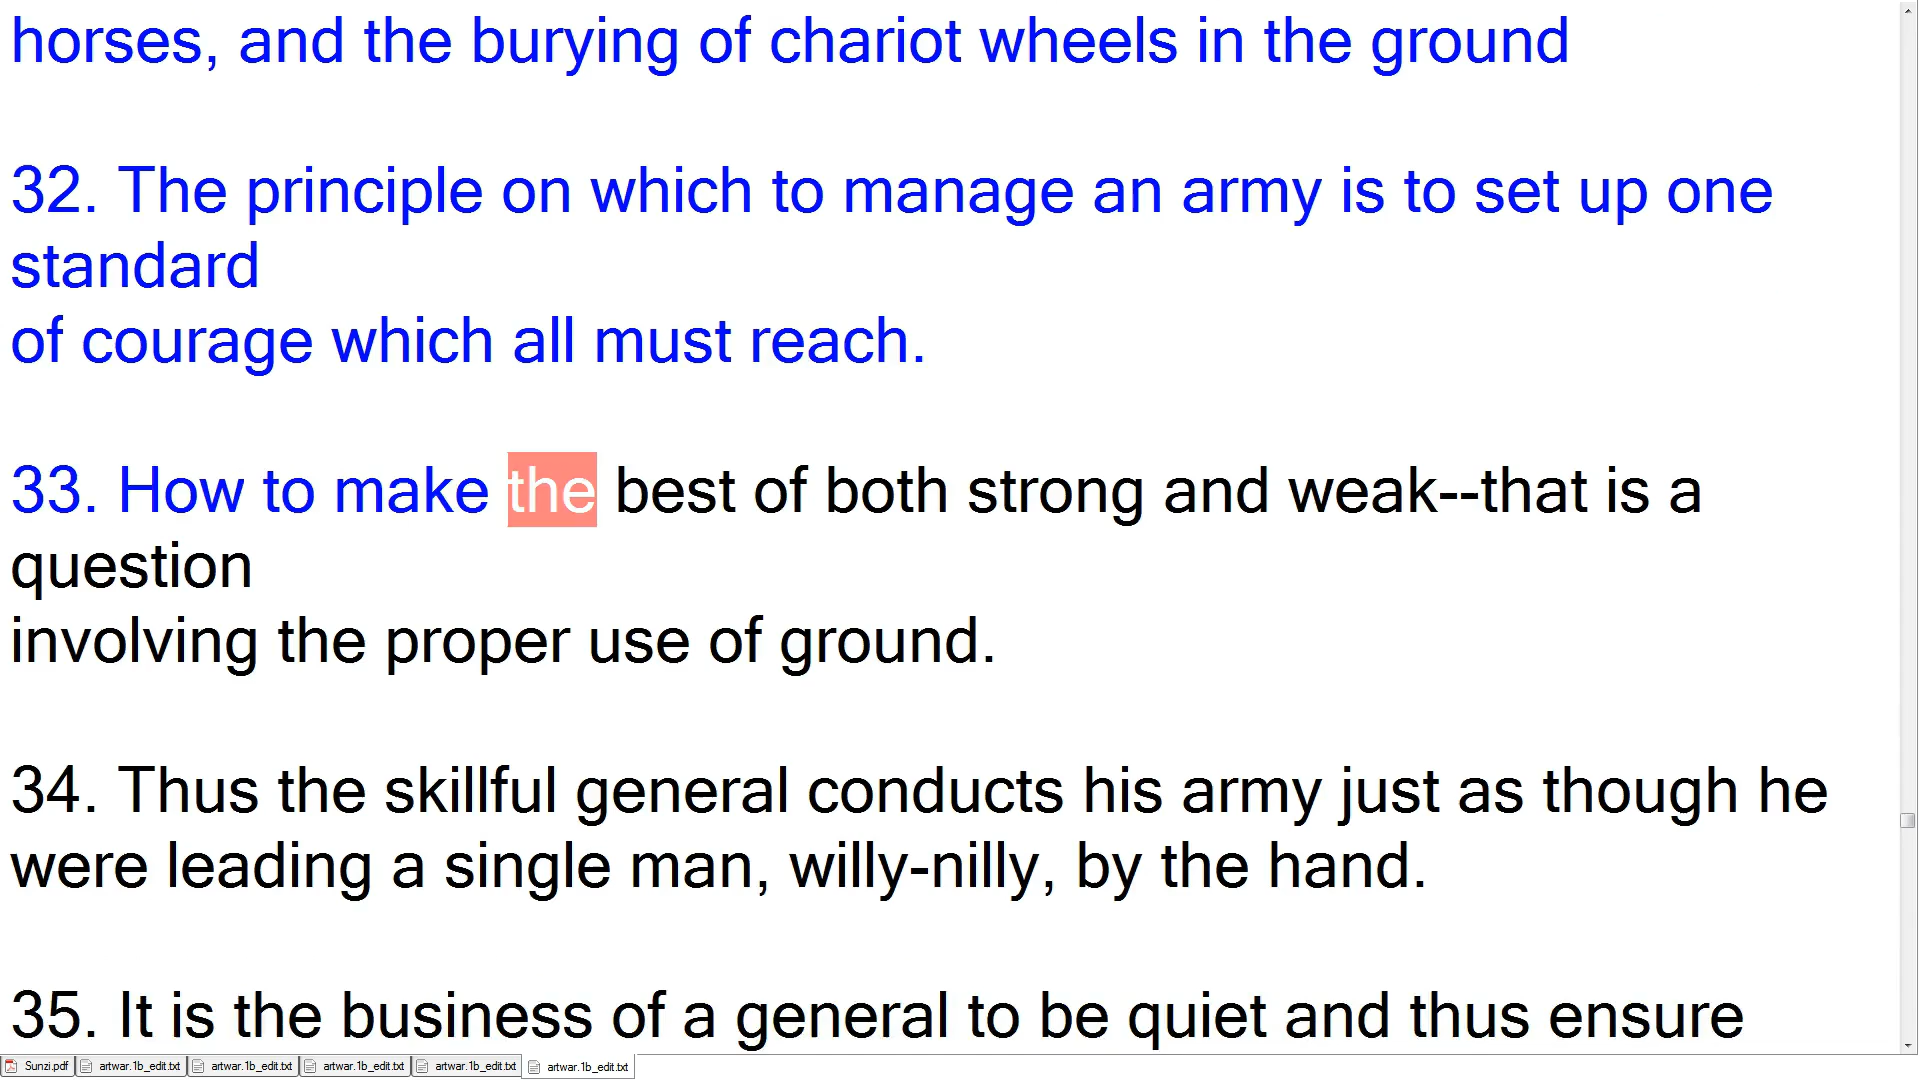 horses, and the burying of chariot wheels in the ground
32. The principle on which to manage an army is to set up one
standard
of courage which all must reach.
33. How to make the best of both strong and weak--that is a
question
involving the proper use of ground.
34. Thus the skillful general conducts his army just as though he
were leading a single man, willy-nilly, by the hand.
35. It is the business of a general to be quiet and thus ensure
Sunzi.pdf artwar.1b_edit.txt artwar.1b_edit.txt artwar.1b_edit.txt artwar.1b_edit.txt artwar.1b_edit.txt